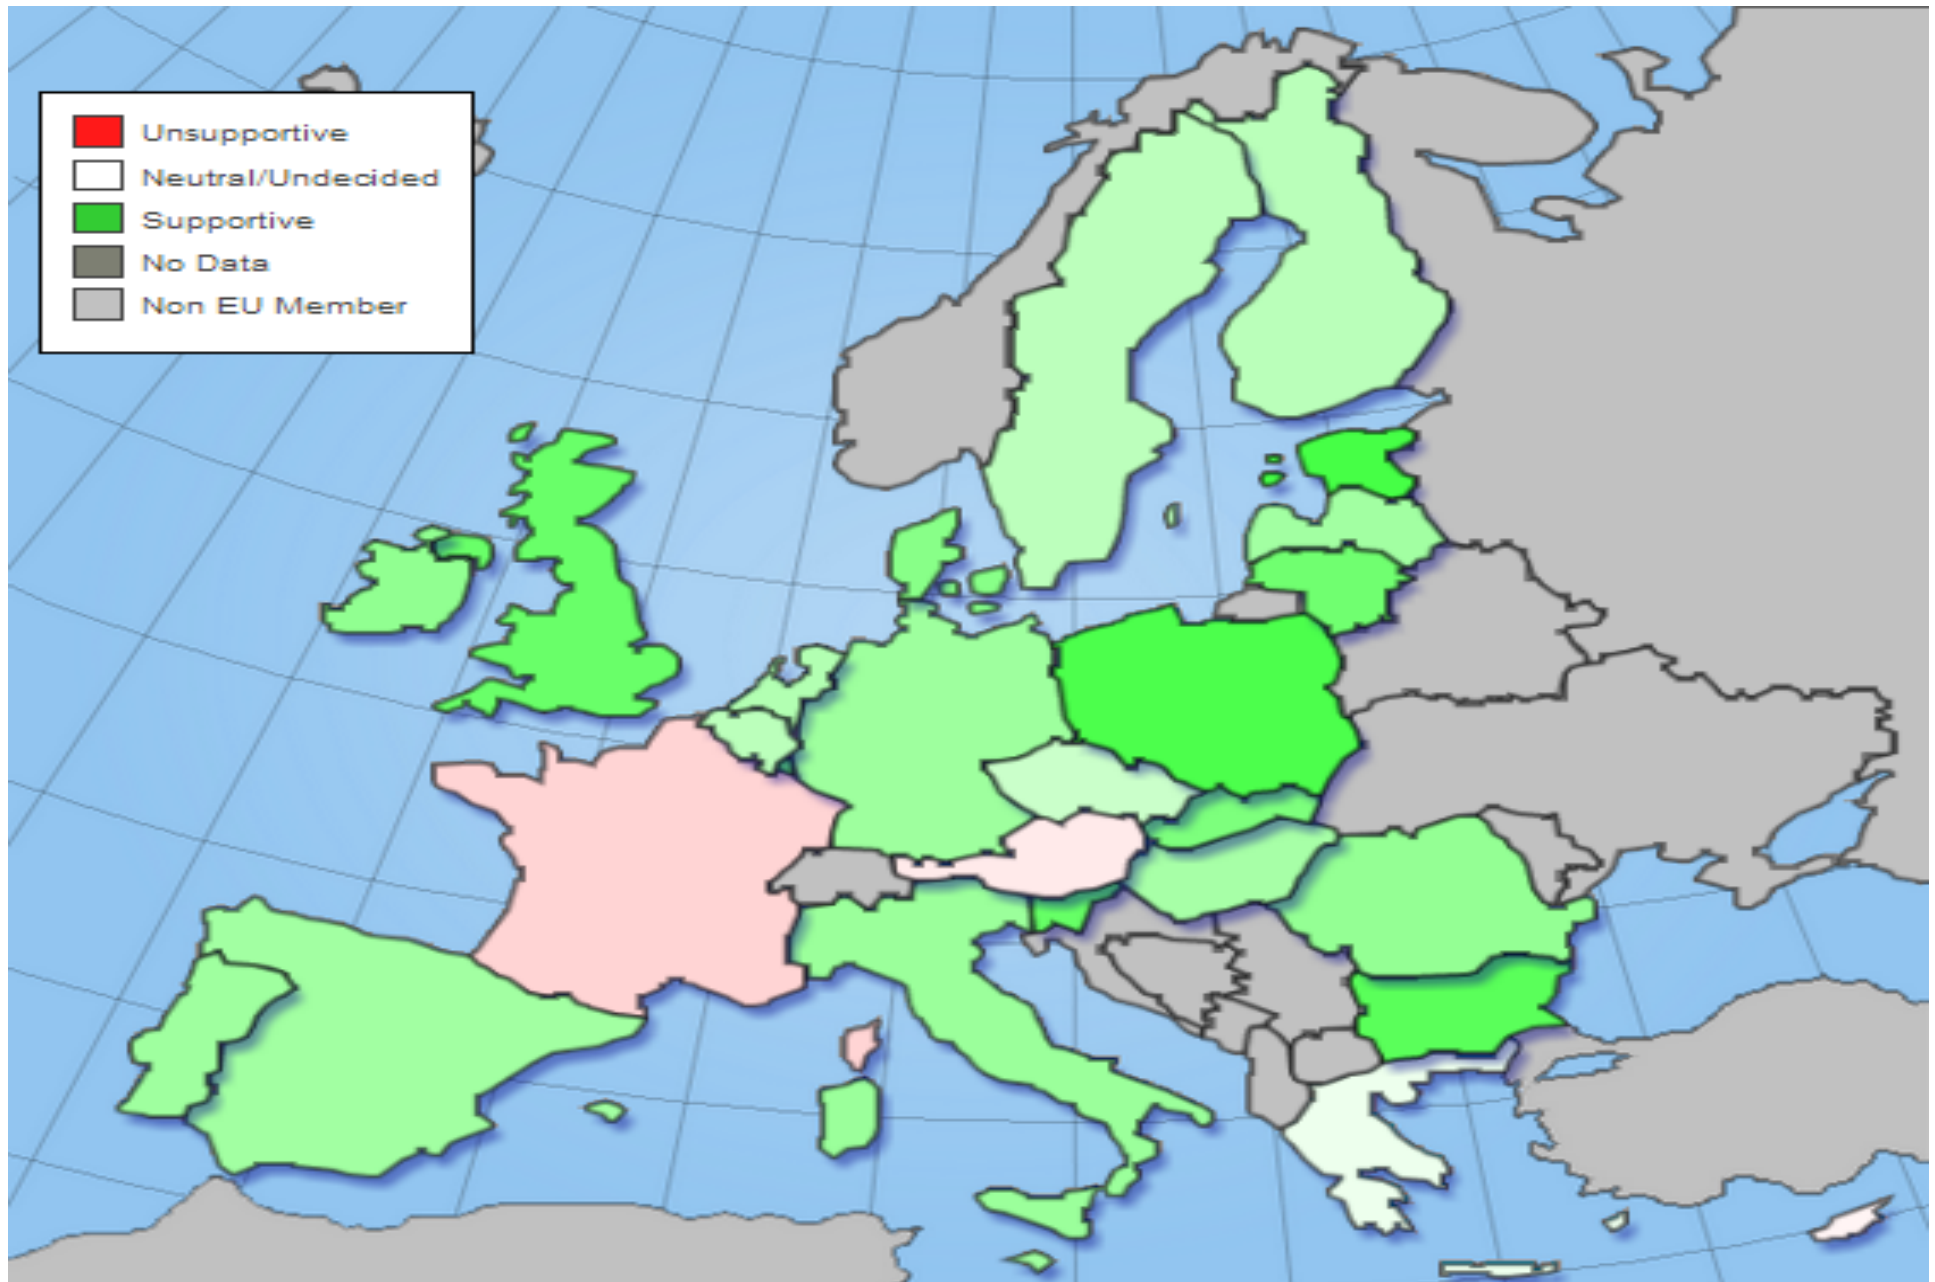 Unsupportive
Neutral/Undecided
Supportive
No Data
Non EU Member